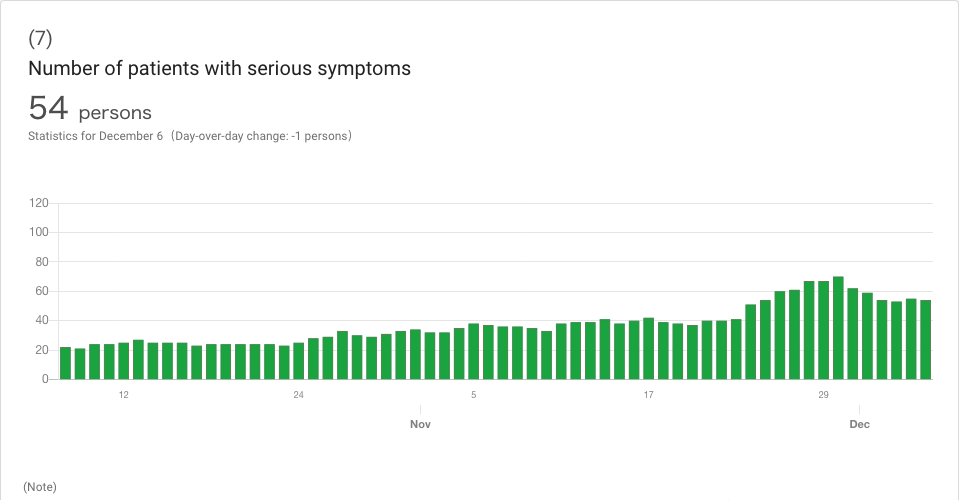 (7)
Number of patients with serious symptoms
54 persons
Statistics for December 6（Day-over-day change: -1 persons）
120
100
80
60
40
20
0
12 24 5 17 29
Nov Dec
(Note)